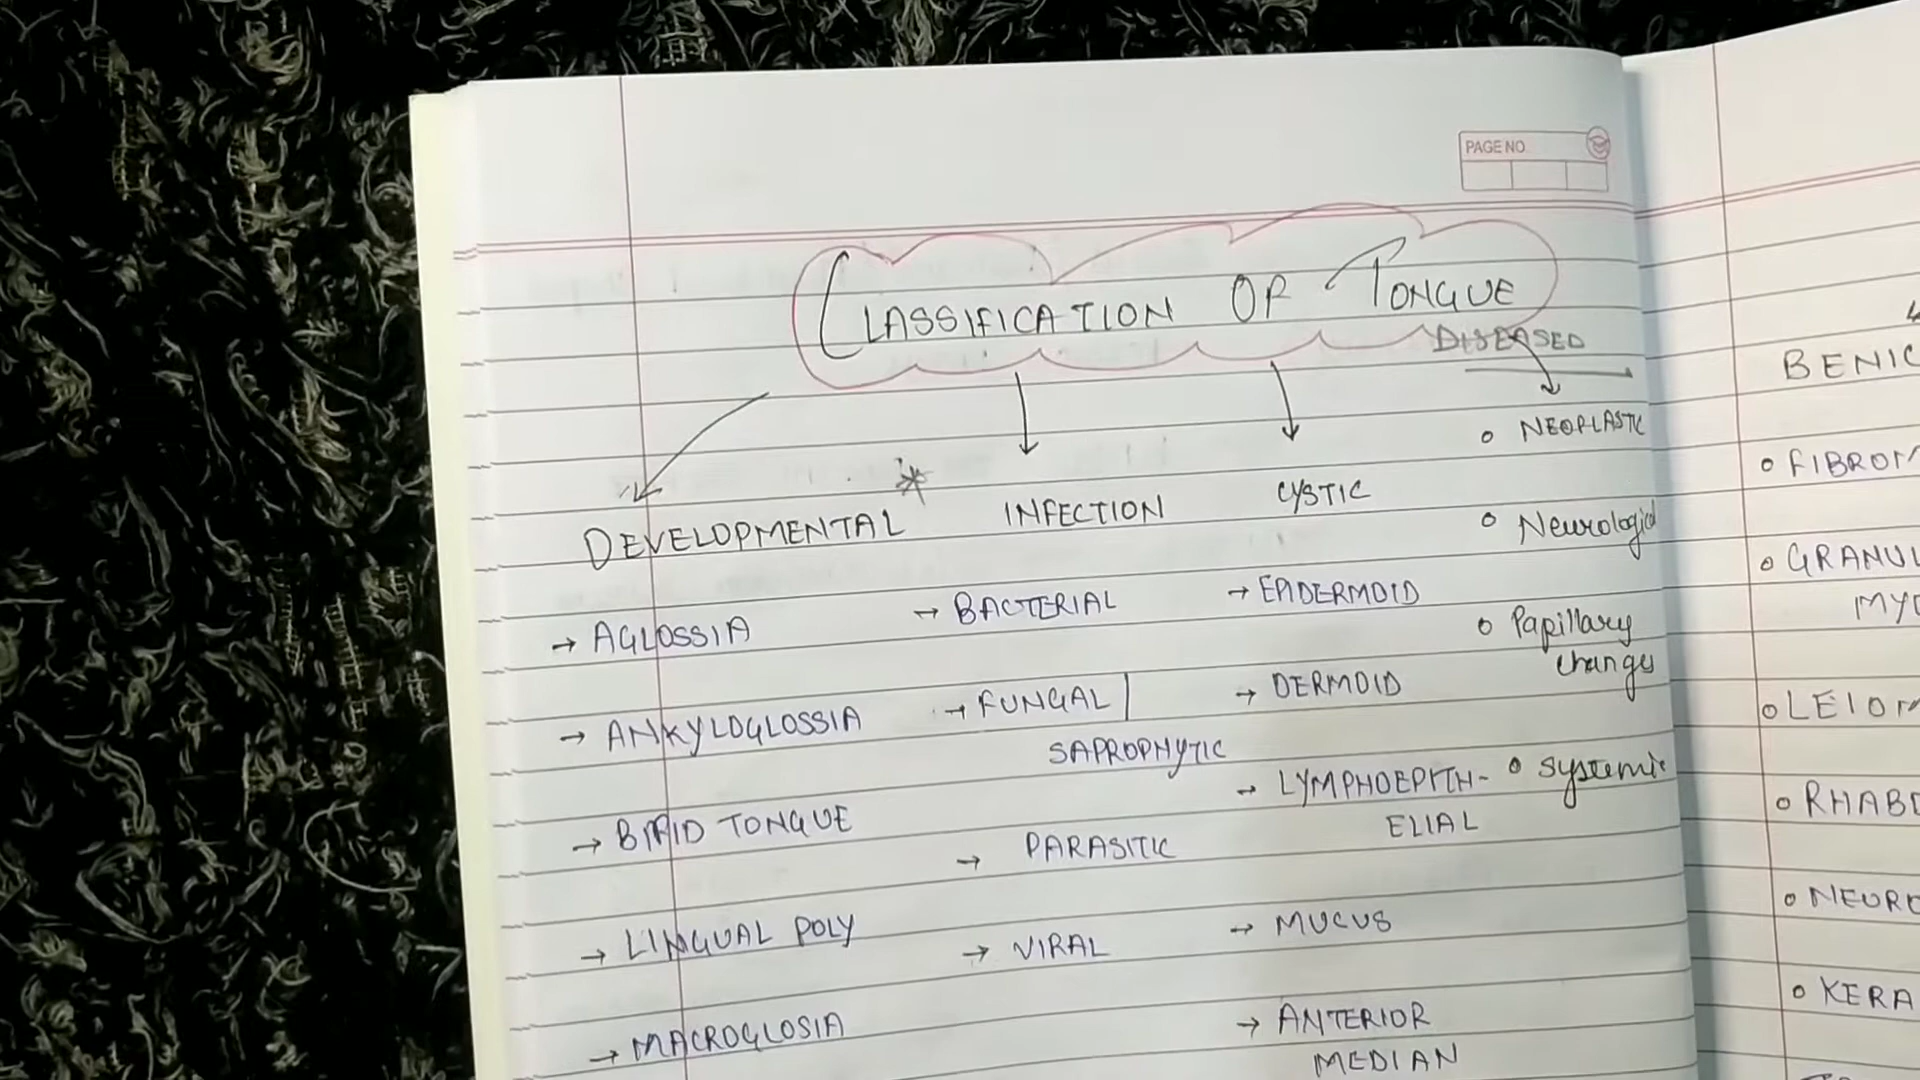 PAGE NO.
CLASSIFICATION OF TONGUE
DISEASED
DEVELOPMENTAL
→ AGLOSSIA
→ ANKYLOGLOSSIA
→ BIFID TONGUE
→ LINGUAL POLY
→ MACROGLOSIA
* INFECTION
→ BACTERIAL
→ FUNGAL |
SAPROPHYTIC
→ PARASITIC
→ VIRAL
CYSTIC
→ EPIDERMOID
→ DERMOID
→ LYMPHOEPITH-
ELIAL
→ MUCUS
→ ANTERIOR
MEDIAN
o NEOPLASTIC
o Neurological
o Papillary
changes
o systemic
BENIG
o FIBROM
o GRANUL
MYO
o LEIOM
o RHABD
o NEURO
o KERA